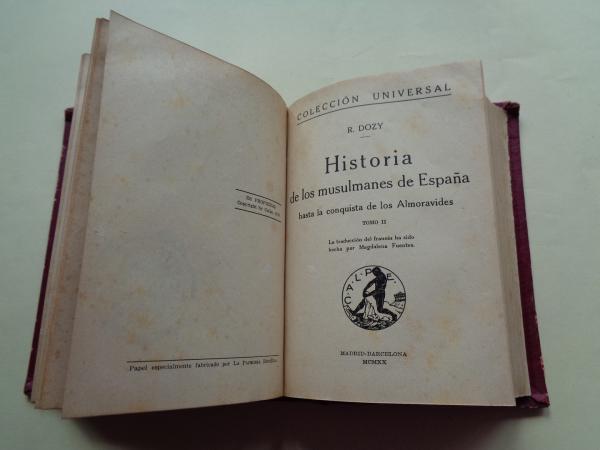 ES PROPIEDAD
Papel especialmente fabricado por La Papelera Española.
COLECCIÓN UNIVERSAL
R. DOZY
Historia
de los musulmanes de España
hasta la conquista de los Almoravides
TOMO II
La traducción del francés ha sido
hecha por Magdalena Fuentes.
CALPE
MADRID-BARCELONA
MCMXX